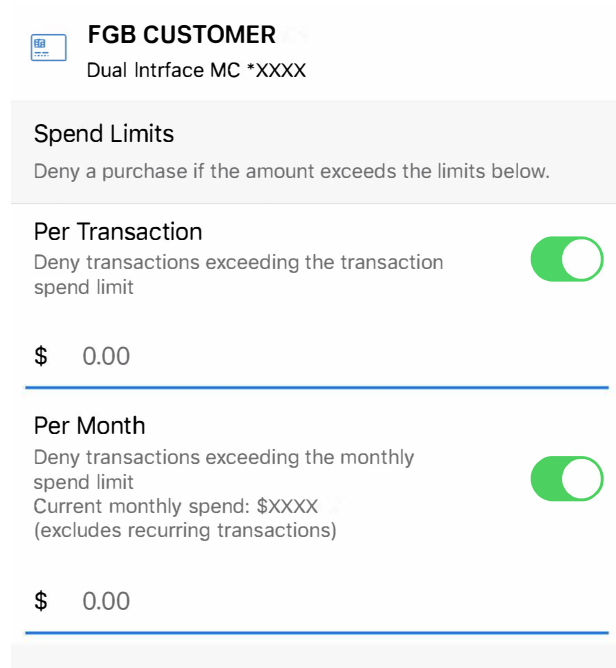 FGB CUSTOMER
Dual Intrface MC *XXXX
Spend Limits
Deny a purchase if the amount exceeds the limits below.
Per Transaction
Deny transactions exceeding the transaction
spend limit
$ 0.00
Per Month
Deny transactions exceeding the monthly
spend limit
Current monthly spend: $XXXX
(excludes recurring transactions)
$ 0.00